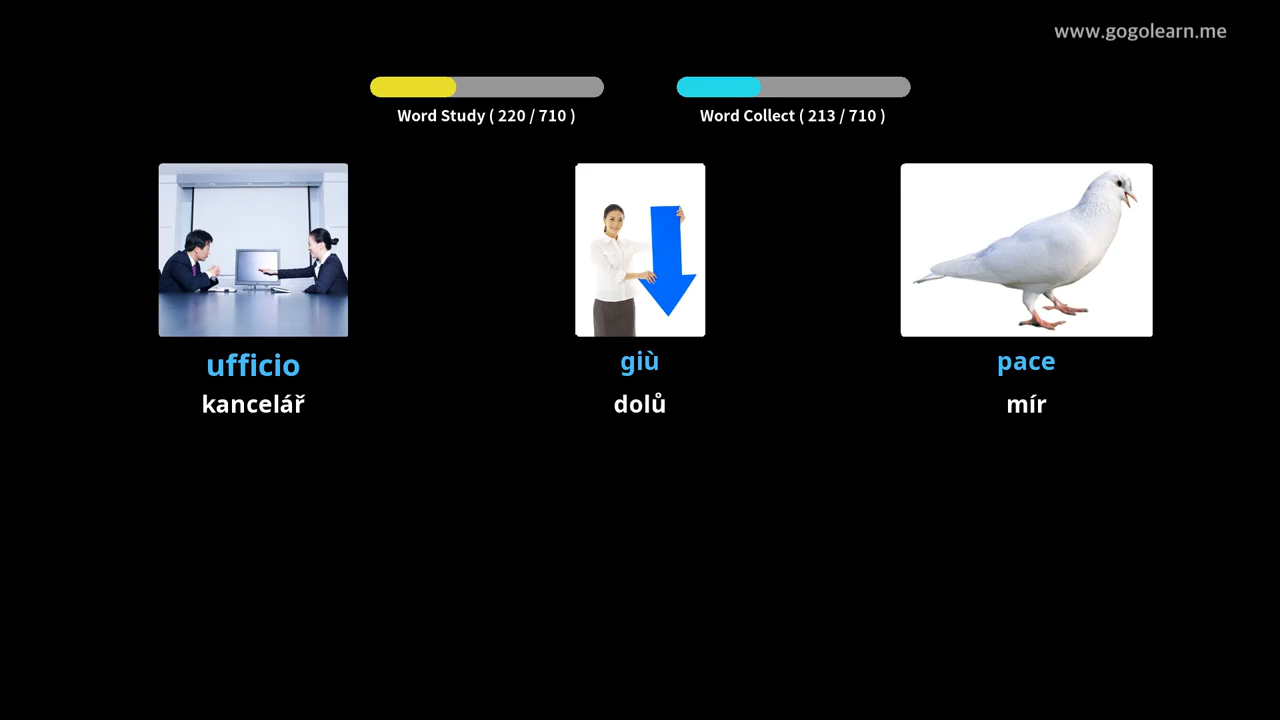 www.gogolearn.me
Word Study ( 220 / 710 )
Word Collect ( 213 / 710 )
ufficio
giù
pace
kancelář
dolů
mír